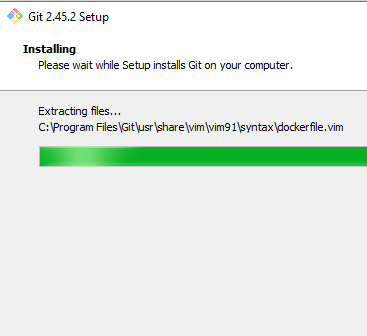 Git 2.45.2 Setup
Installing
Please wait while Setup installs Git on your computer.
Extracting files...
C:\Program Files\Git\usr\share\vim\vim91\syntax\dockerfile.vim